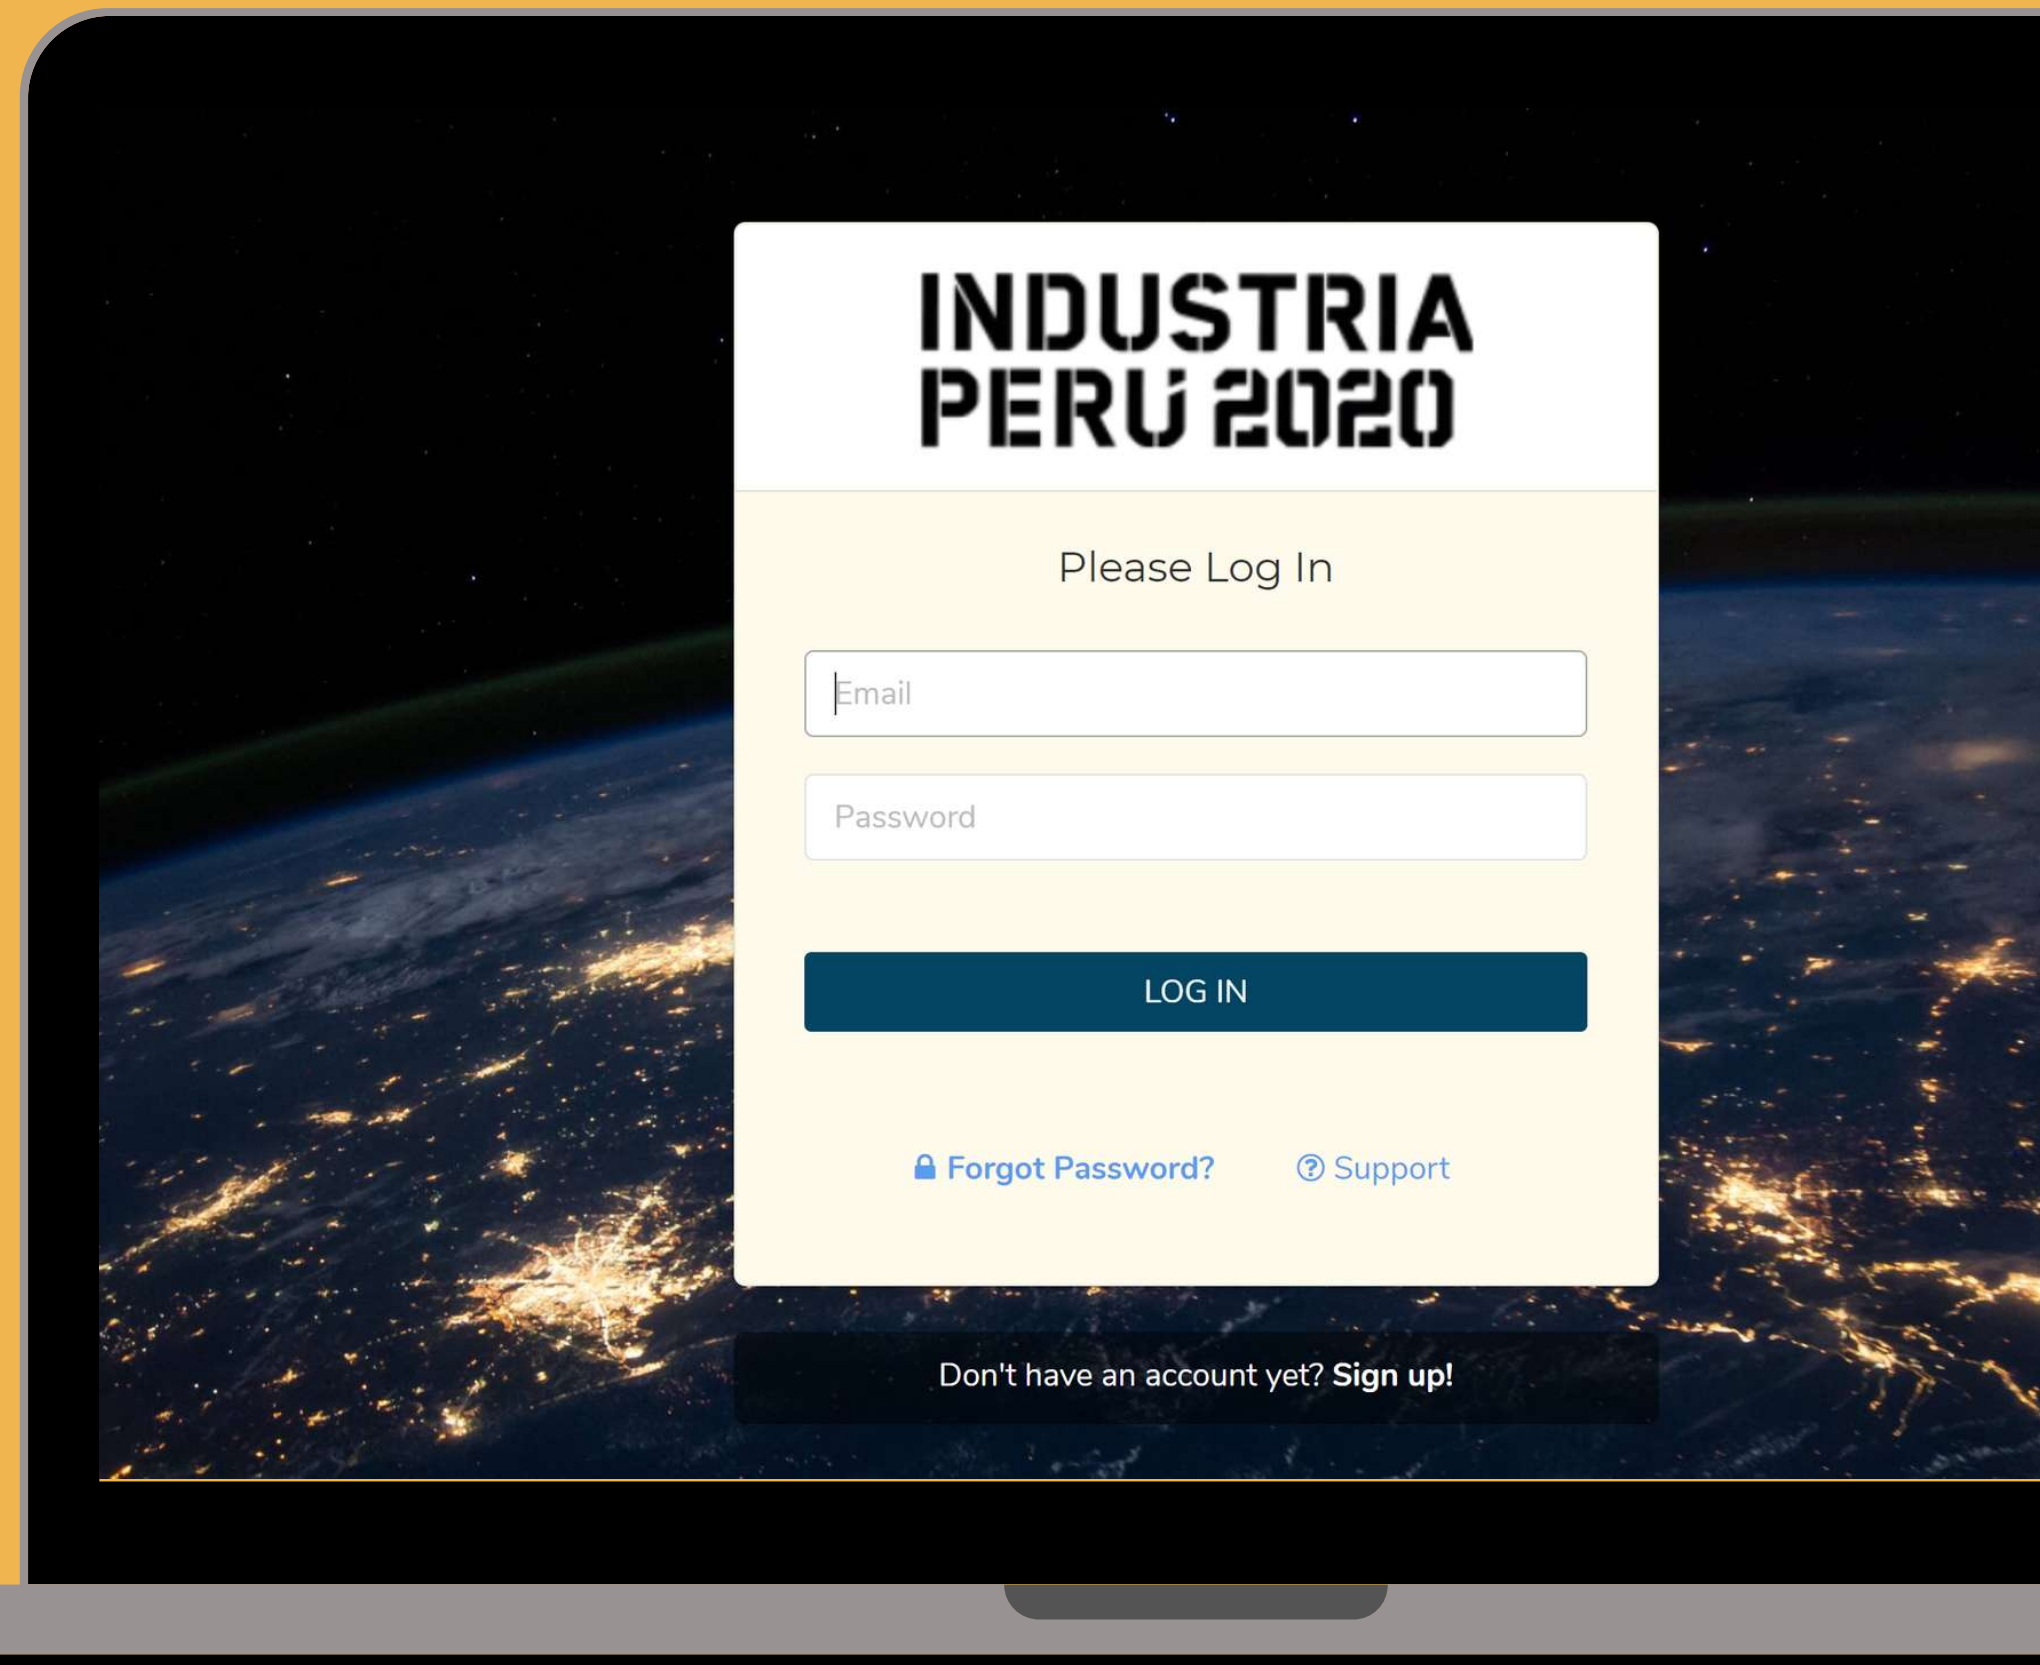 INDUSTRIA
PERÚ 2020
Please Log In
Email
Password
LOG IN
Forgot Password?
Support
Don't have an account yet? Sign up!